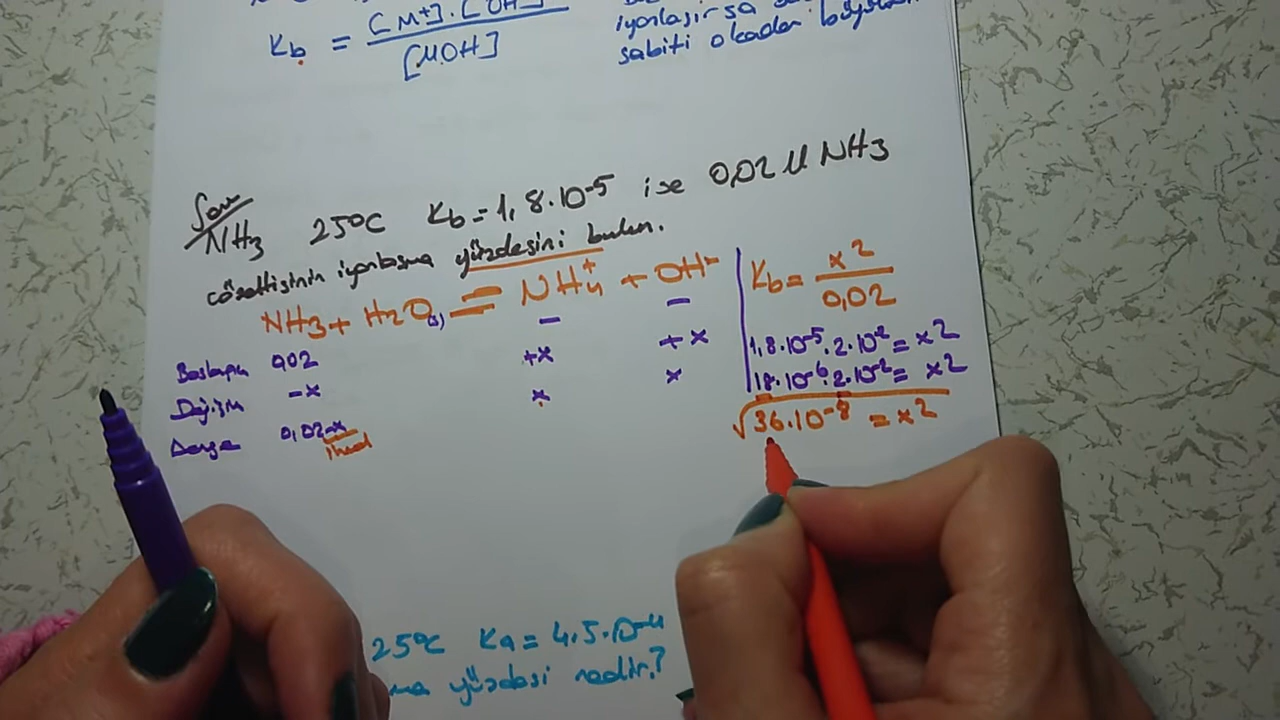 Kb = [M+].[OH
[MOH]
iyonlaşırsa
sabiti o kadar büyük
Soru
NH3 25°C Kb=1,8.10-5 ise 0,02 M NH3
çözeltisinin iyonlaşma yüzdesini bulun.
NH3 + H2O(s) ⇌ NH4+ + OH-
- -
Başlangıç 0,02
Değişim -x +x +x
Denge 0,02-x x x
ihmal
Kb = x2
0,02
1,8.10-5.2.10-2 = x2
18.10-6.2.10-2 = x2
√36.10-8 = x2
25°C Ka = 4,5.10-4
ma yüzdesi nedir?